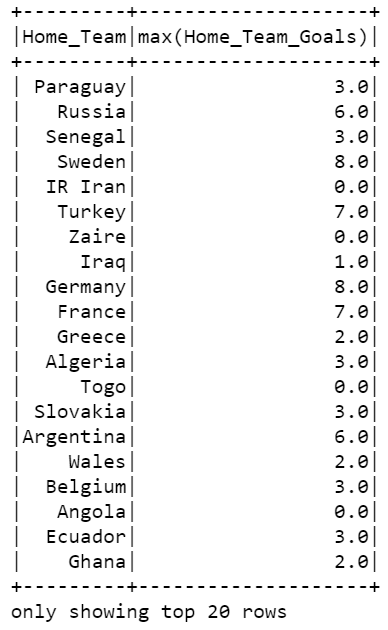 +---------+-------------------+
|Home_Team|max(Home_Team_Goals)|
+---------+-------------------+
| Paraguay|                3.0|
|   Russia|                6.0|
|  Senegal|                3.0|
|   Sweden|                8.0|
|  IR Iran|                0.0|
|   Turkey|                7.0|
|    Zaire|                0.0|
|     Iraq|                1.0|
|  Germany|                8.0|
|   France|                7.0|
|   Greece|                2.0|
|  Algeria|                3.0|
|     Togo|                0.0|
| Slovakia|                3.0|
|Argentina|                6.0|
|    Wales|                2.0|
|  Belgium|                3.0|
|   Angola|                0.0|
|  Ecuador|                3.0|
|    Ghana|                2.0|
+---------+-------------------+
only showing top 20 rows